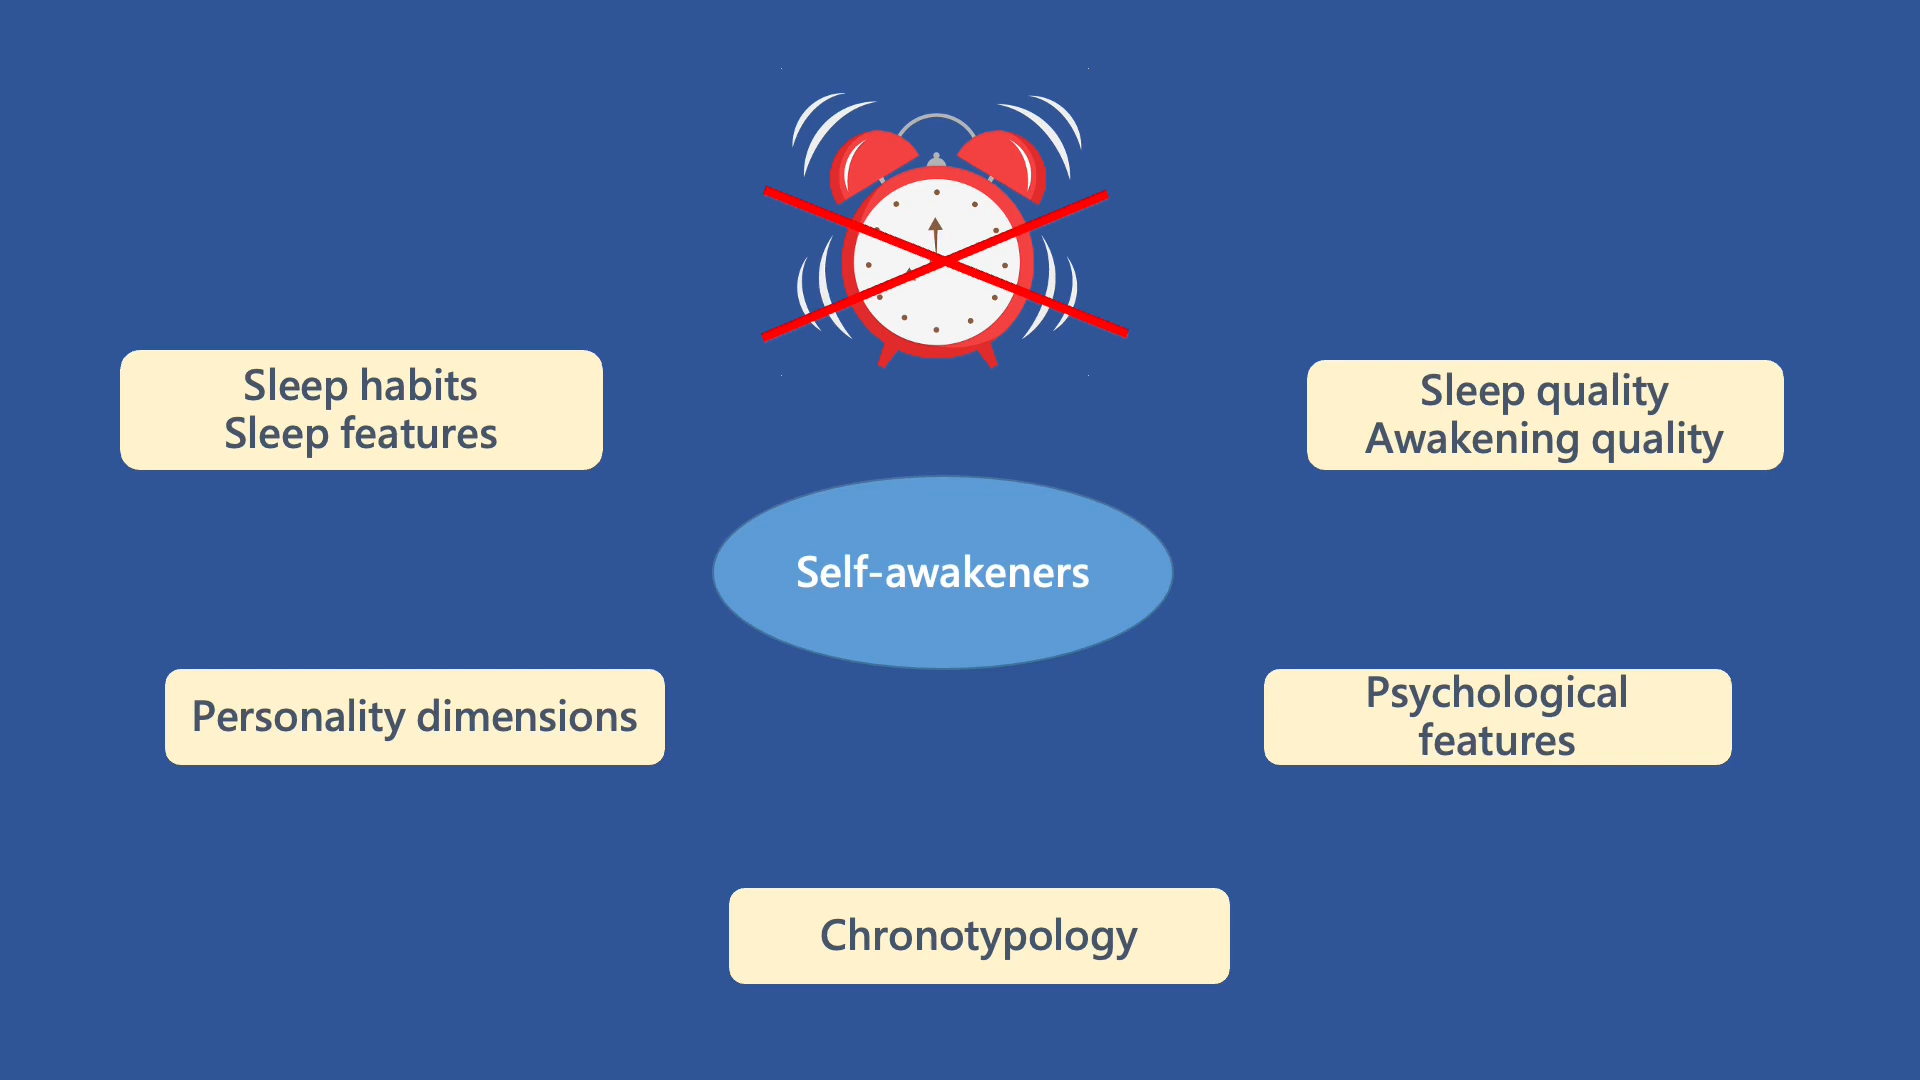 Sleep habits
Sleep features
Sleep quality
Awakening quality
Self-awakeners
Personality dimensions
Psychological
features
Chronotypology